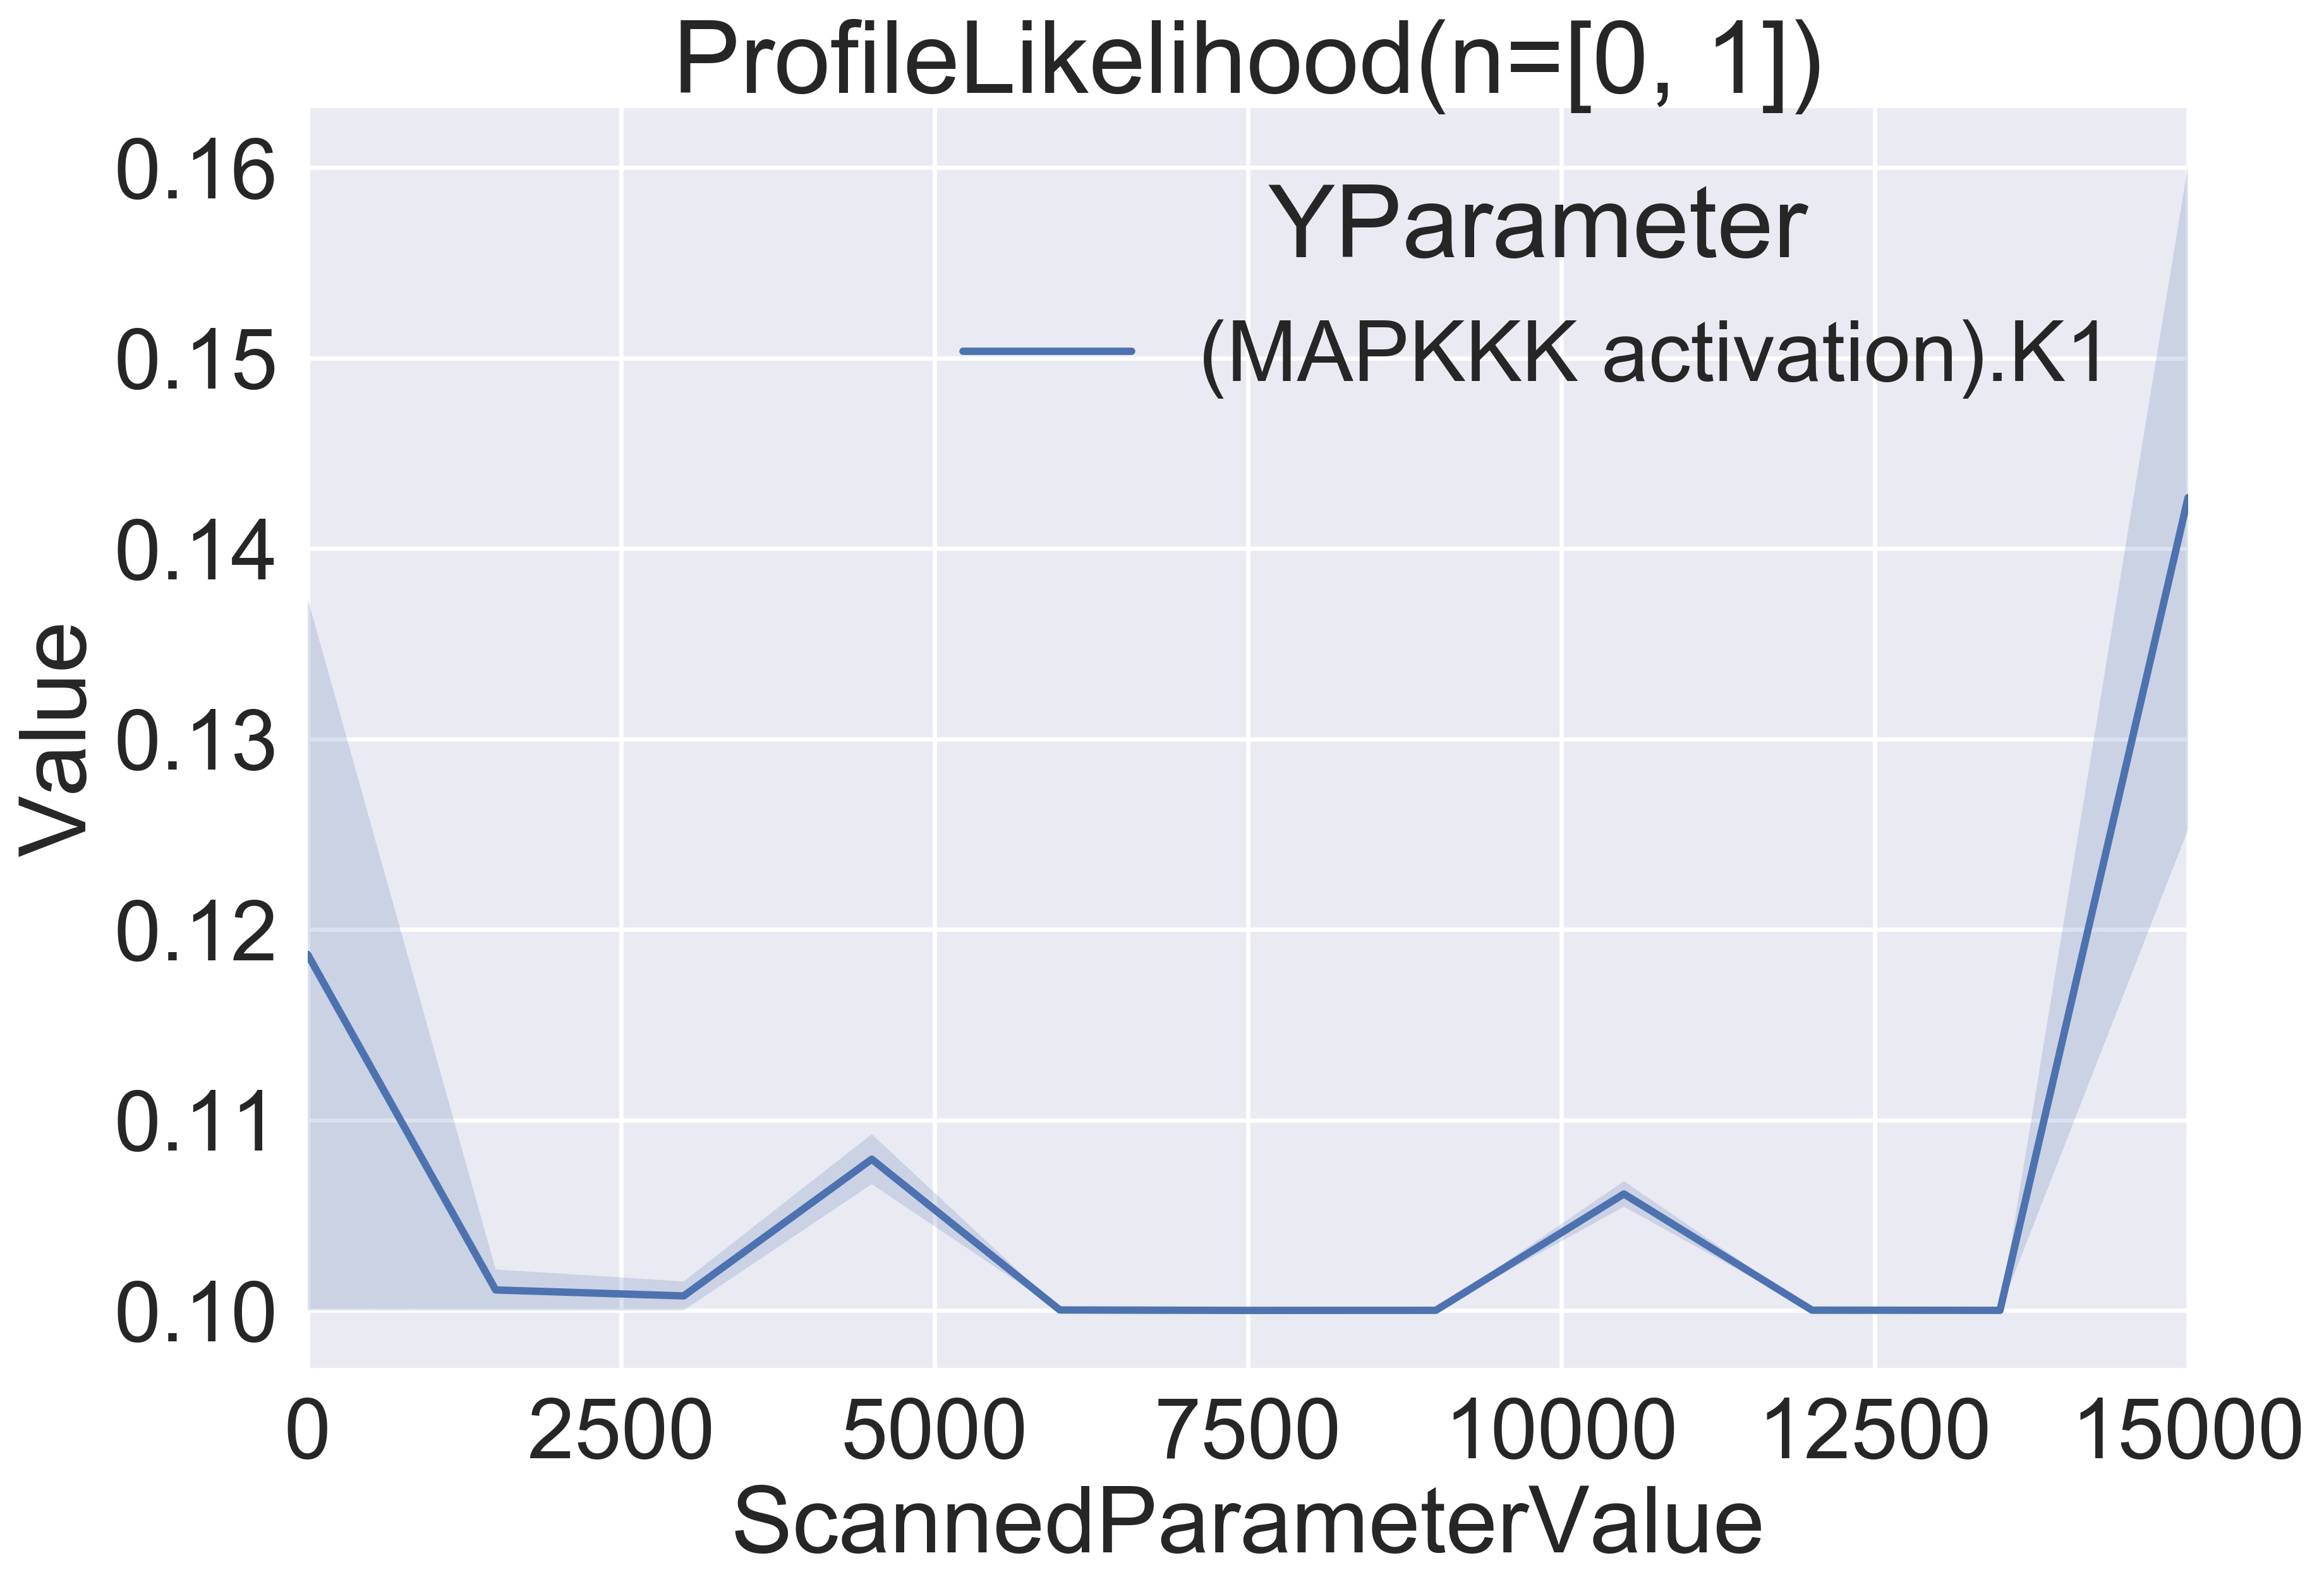 ProfileLikelihood(n=[0, 1])
YParameter
(MAPKKK activation).K1
0.16
0.15
0.14
0.13
0.12
0.11
0.10
Value
0 2500 5000 7500 10000 12500 15000
ScannedParameterValue